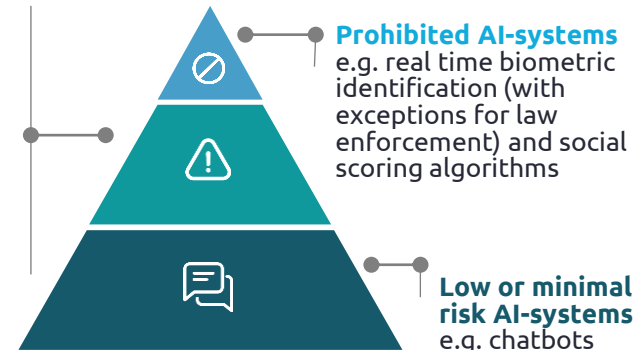 Prohibited AI-systems
e.g. real time biometric
identification (with
exceptions for law
enforcement) and social
scoring algorithms
Low or minimal
risk AI-systems
e.g. chatbots